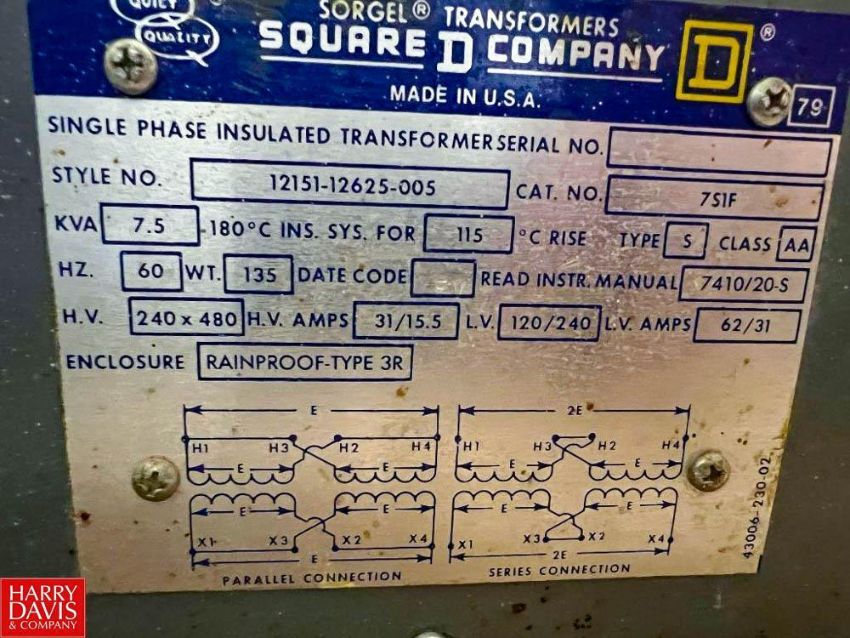 QUIET
QUALITY
SORGEL® TRANSFORMERS
SQUARE D COMPANY
D ®
MADE IN U.S.A.
79
SINGLE PHASE INSULATED TRANSFORMER SERIAL NO.
STYLE NO. 12151-12625-005 CAT. NO. 7S1F
KVA 7.5 -180°C INS. SYS. FOR 115 °C RISE TYPE S CLASS AA
HZ. 60 WT. 135 DATE CODE READ INSTR. MANUAL 7410/20-S
H.V. 240 x 480 H.V. AMPS 31/15.5 L.V. 120/240 L.V. AMPS 62/31
ENCLOSURE RAINPROOF-TYPE 3R
E 2E
H1 H3 H2 H4 H1 H3 H2 H4
E E E E
E E E E
X1 X3 X2 X4 X1 X3 X2 X4
E 2E
PARALLEL CONNECTION SERIES CONNECTION
43006-230-02
HARRY
DAVIS
& COMPANY